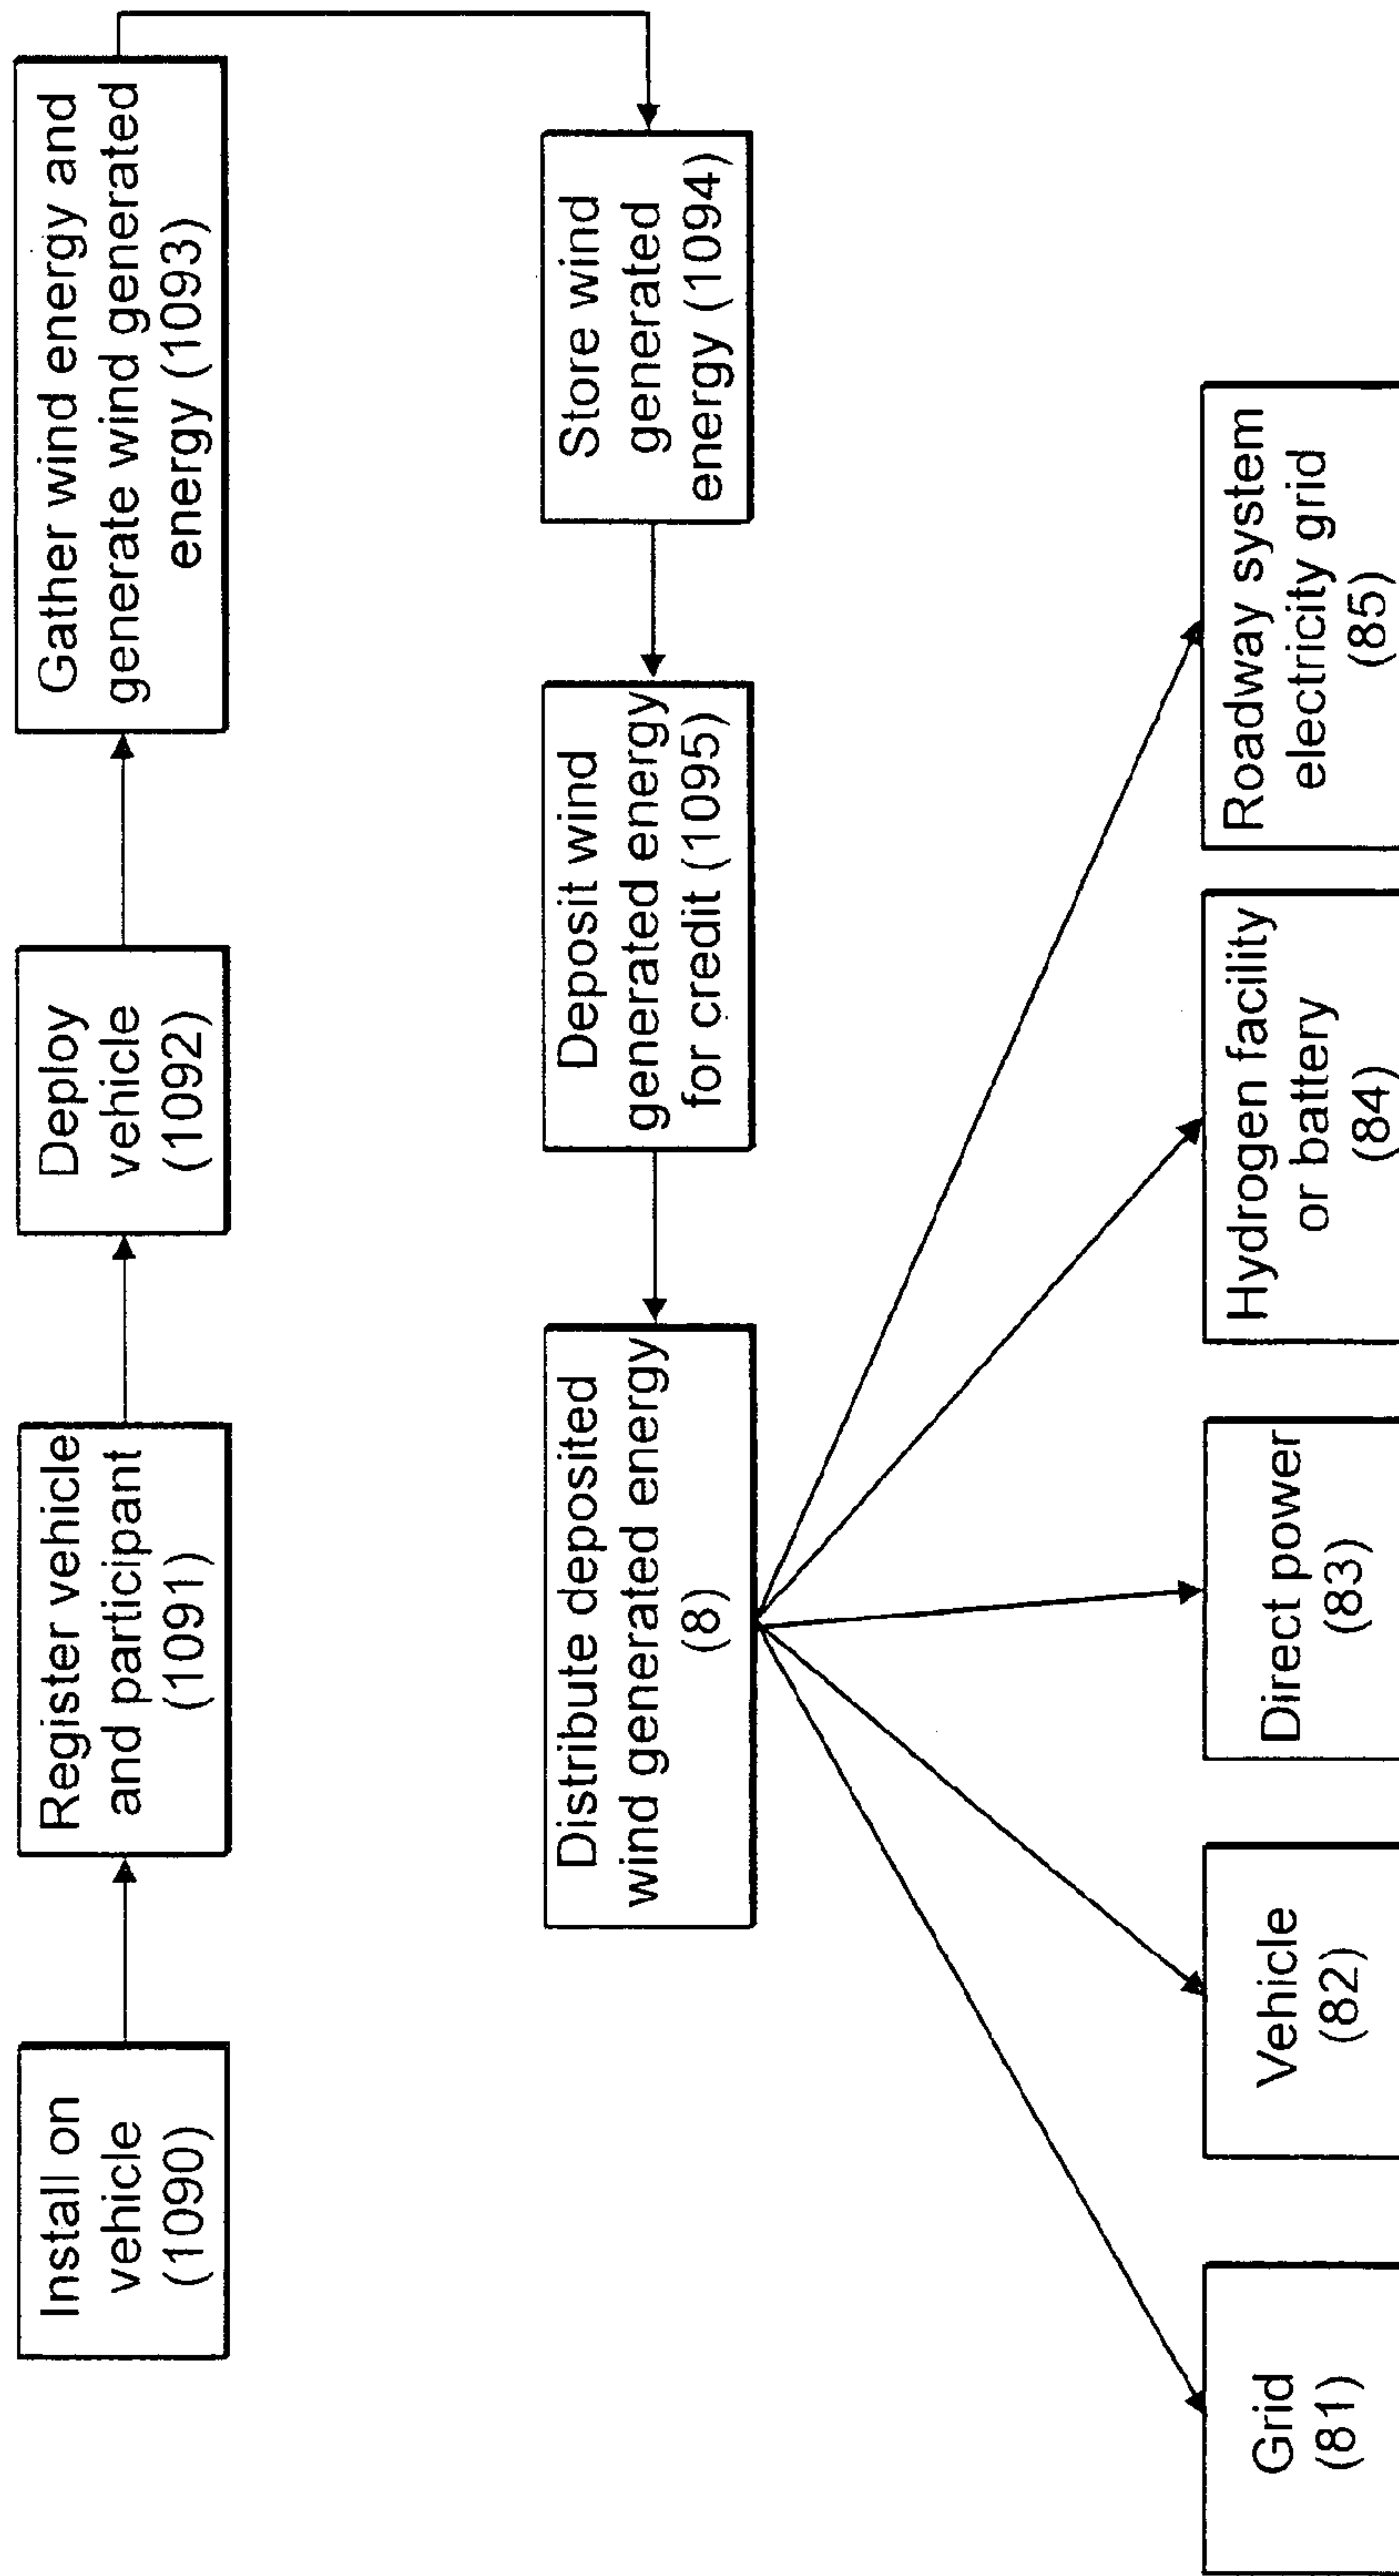 Install on
vehicle
(1090)
Register vehicle
and participant
(1091)
Deploy
vehicle
(1092)
Gather wind energy and
generate wind generated
energy (1093)
Store wind
generated
energy (1094)
Deposit wind
generated energy
for credit (1095)
Distribute deposited
wind generated energy
(8)
Grid
(81)
Vehicle
(82)
Direct power
(83)
Hydrogen facility
or battery
(84)
Roadway system
electricity grid
(85)